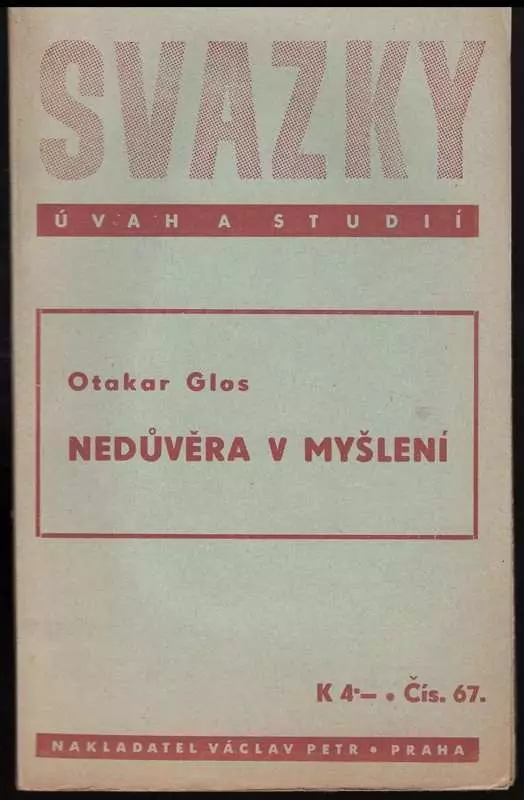 SVAZKY
ÚVAH A STUDIÍ
Otakar Glos
NEDŮVĚRA V MYŠLENÍ
K 4·— • Čís. 67.
NAKLADATEL VÁCLAV PETR • PRAHA